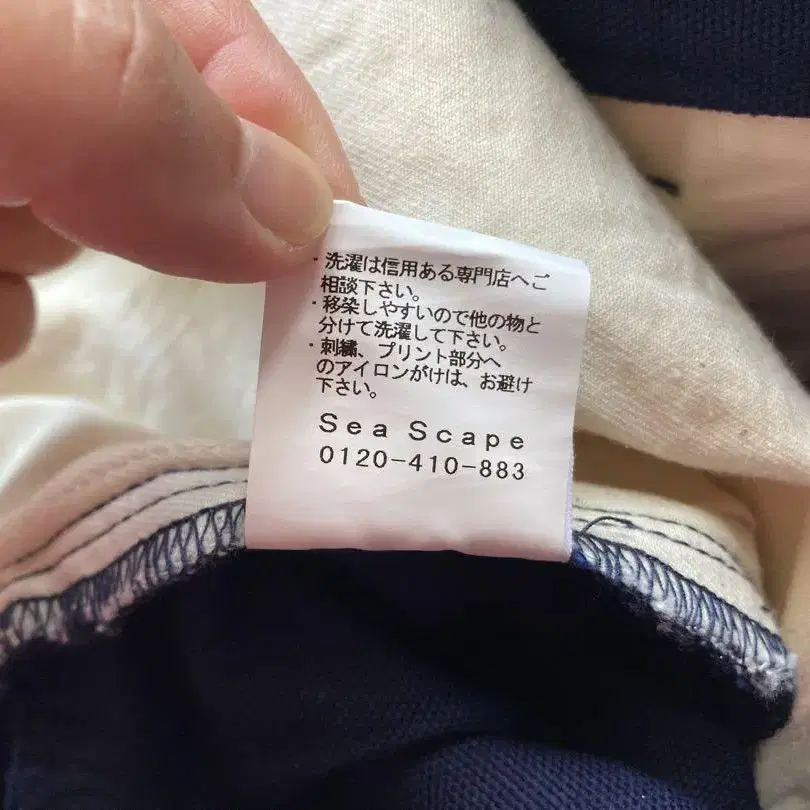 ・洗濯は信用ある専門店へご
相談下さい。
・移染しやすいので他の物と
分けて洗濯して下さい。
・刺繍、プリント部分へ
のアイロンがけは、お避け
下さい。
Sea Scape
0120-410-883